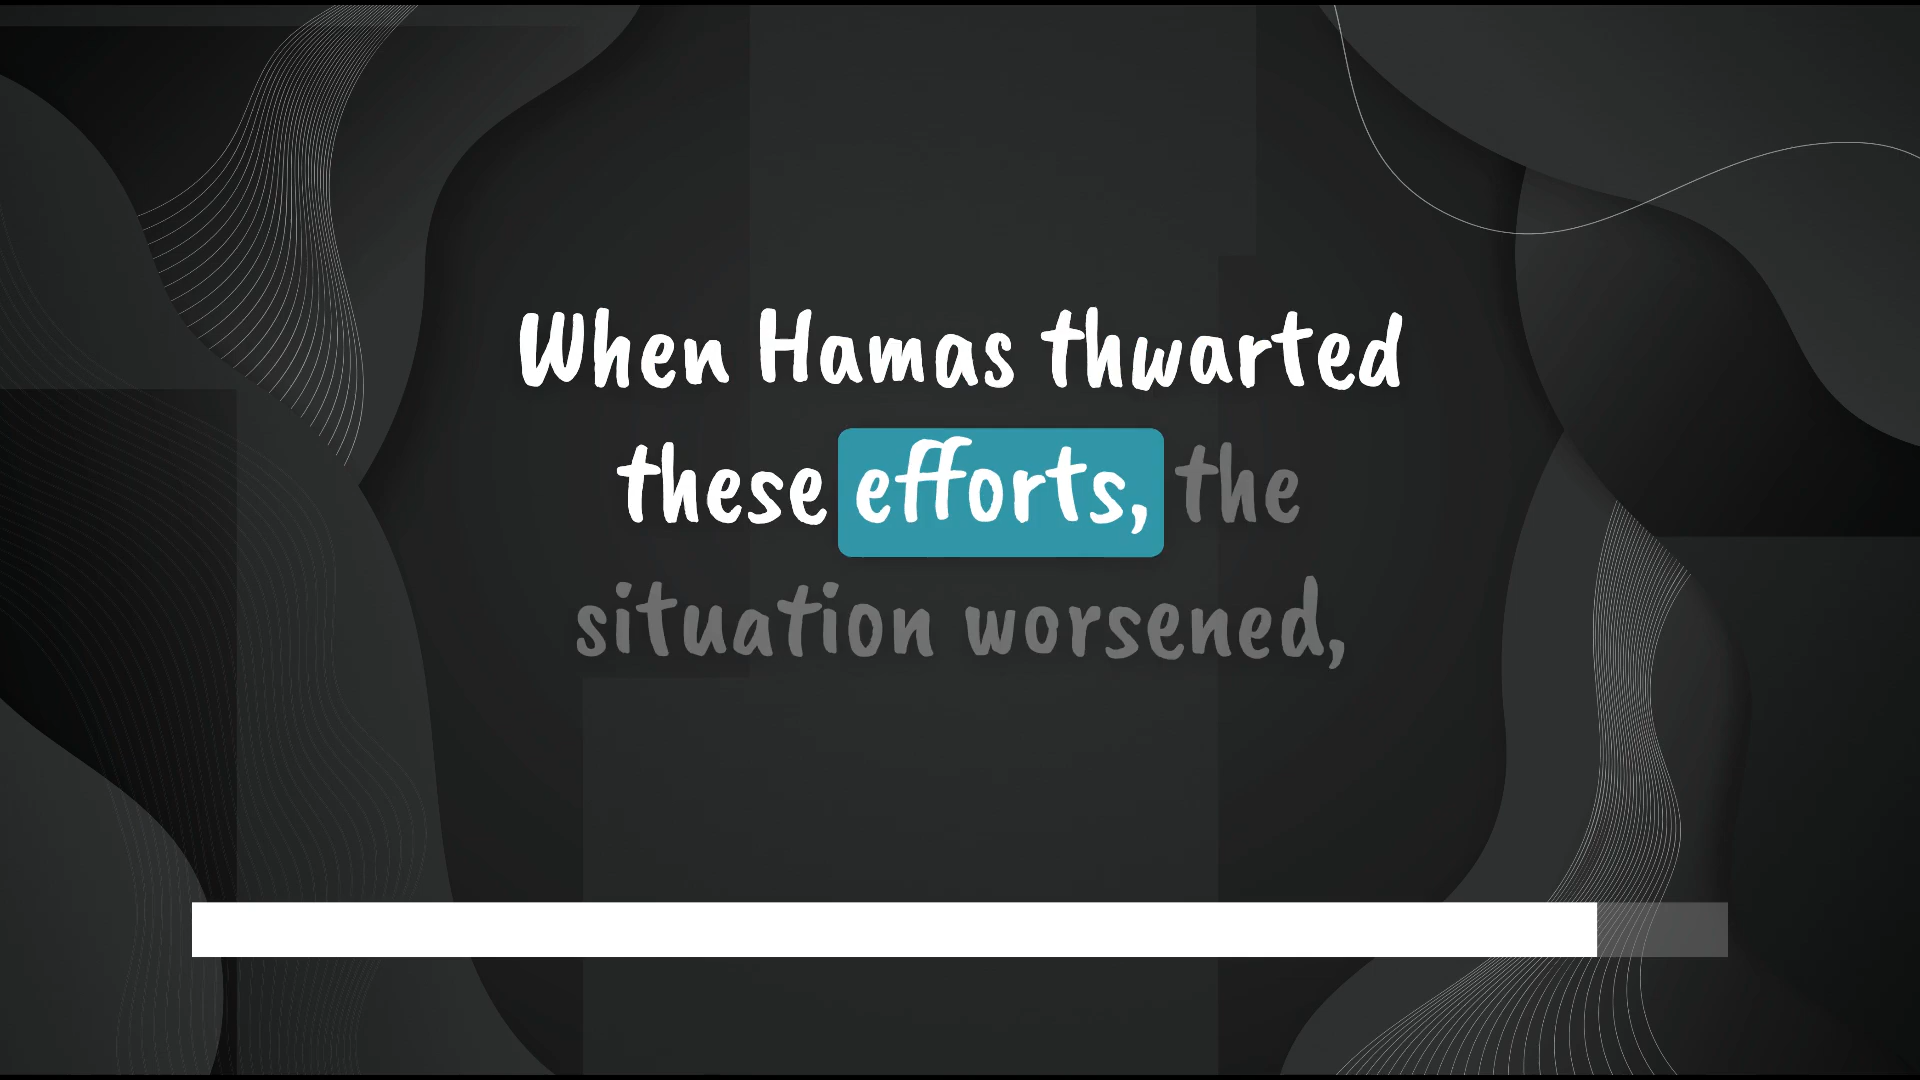 When Hamas thwarted
these efforts, the
situation worsened,